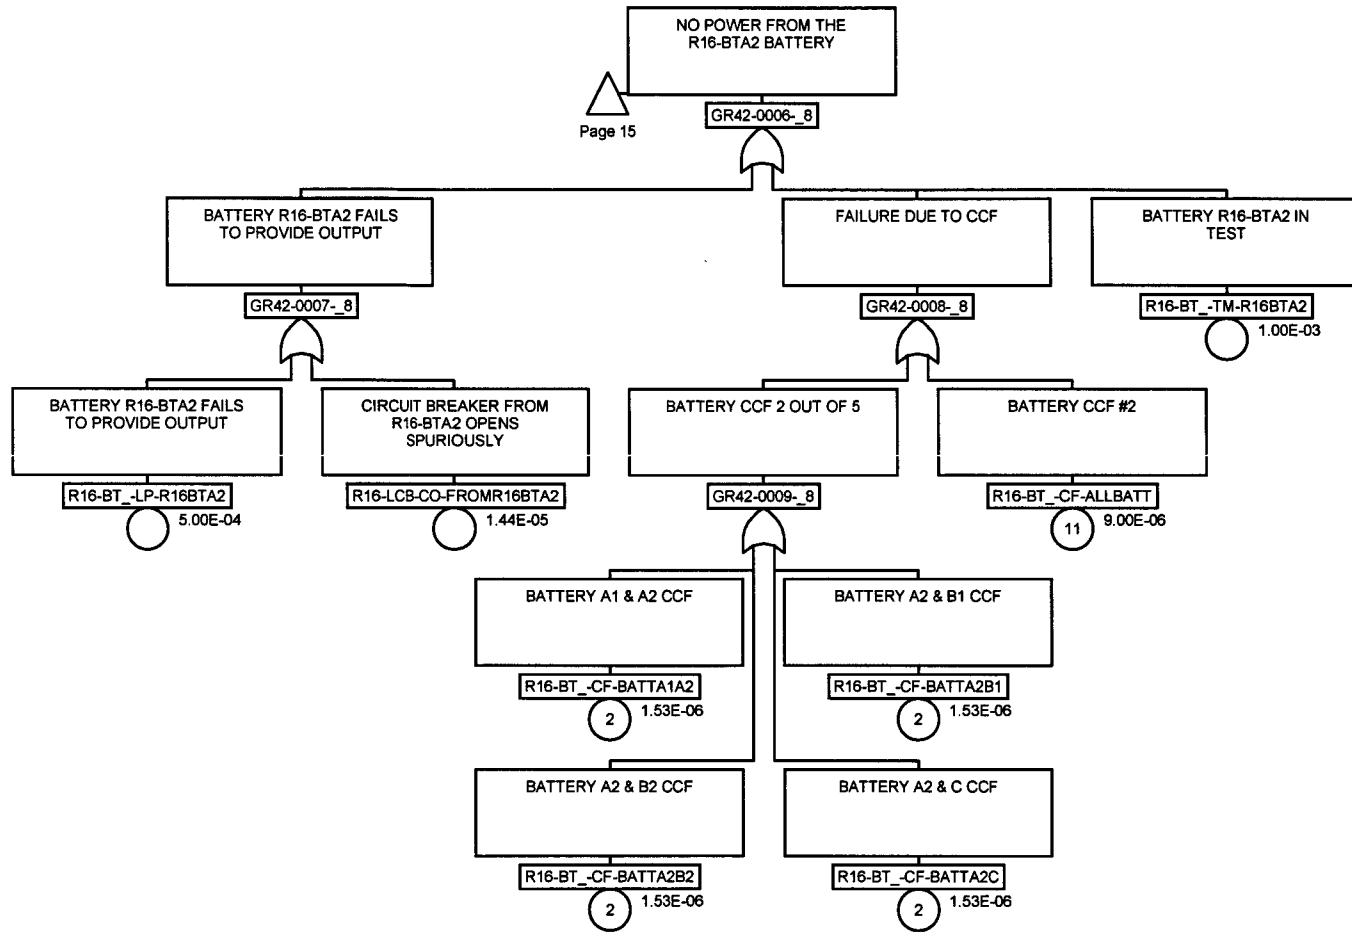 NO POWER FROM THE
R16-BTA2 BATTERY
Page 15
GR42-0006-_8
BATTERY R16-BTA2 FAILS
TO PROVIDE OUTPUT
GR42-0007-_8
FAILURE DUE TO CCF
GR42-0008-_8
BATTERY R16-BTA2 IN
TEST
R16-BT_-TM-R16BTA2
1.00E-03
BATTERY R16-BTA2 FAILS
TO PROVIDE OUTPUT
R16-BT_-LP-R16BTA2
5.00E-04
CIRCUIT BREAKER FROM
R16-BTA2 OPENS
SPURIOUSLY
R16-LCB-CO-FROMR16BTA2
1.44E-05
BATTERY CCF 2 OUT OF 5
GR42-0009-_8
BATTERY CCF #2
R16-BT_-CF-ALLBATT
11
9.00E-06
BATTERY A1 & A2 CCF
R16-BT_-CF-BATTA1A2
2
1.53E-06
BATTERY A2 & B1 CCF
R16-BT_-CF-BATTA2B1
2
1.53E-06
BATTERY A2 & B2 CCF
R16-BT_-CF-BATTA2B2
2
1.53E-06
BATTERY A2 & C CCF
R16-BT_-CF-BATTA2C
2
1.53E-06